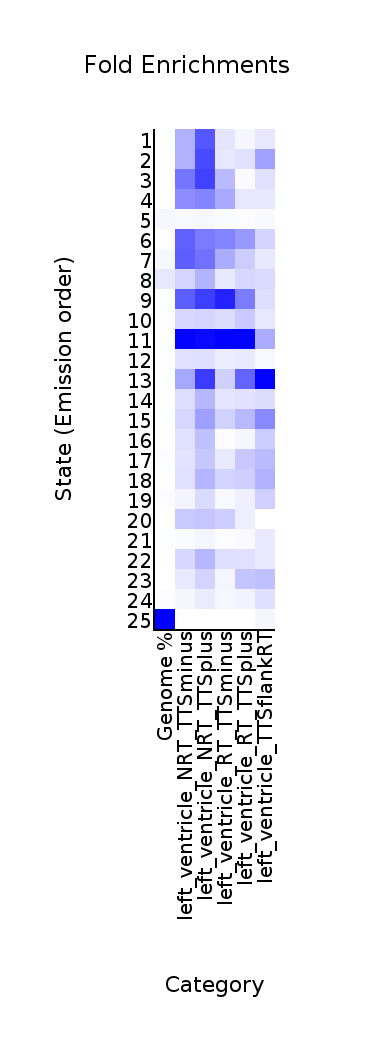 Fold Enrichments
State (Emission order)
1
2
3
4
5
6
7
8
9
10
11
12
13
14
15
16
17
18
19
20
21
22
23
24
25
Genome %
left_ventricle_NRT_TTSminus
left_ventricle_NRT_TTSplus
left_ventricle_RT_TTSminus
left_ventricle_RT_TTSplus
left_ventricle_TTSflankRT
Category